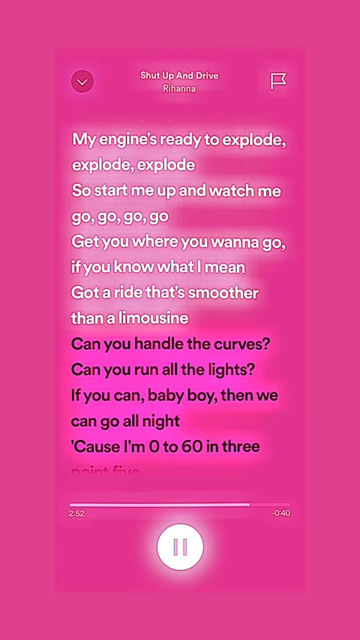 Shut Up And Drive
Rihanna
My engine's ready to explode,
explode, explode
So start me up and watch me
go, go, go, go
Get you where you wanna go,
if you know what I mean
Got a ride that's smoother
than a limousine
Can you handle the curves?
Can you run all the lights?
If you can, baby boy, then we
can go all night
'Cause I'm 0 to 60 in three
point five
2:52
-0:40